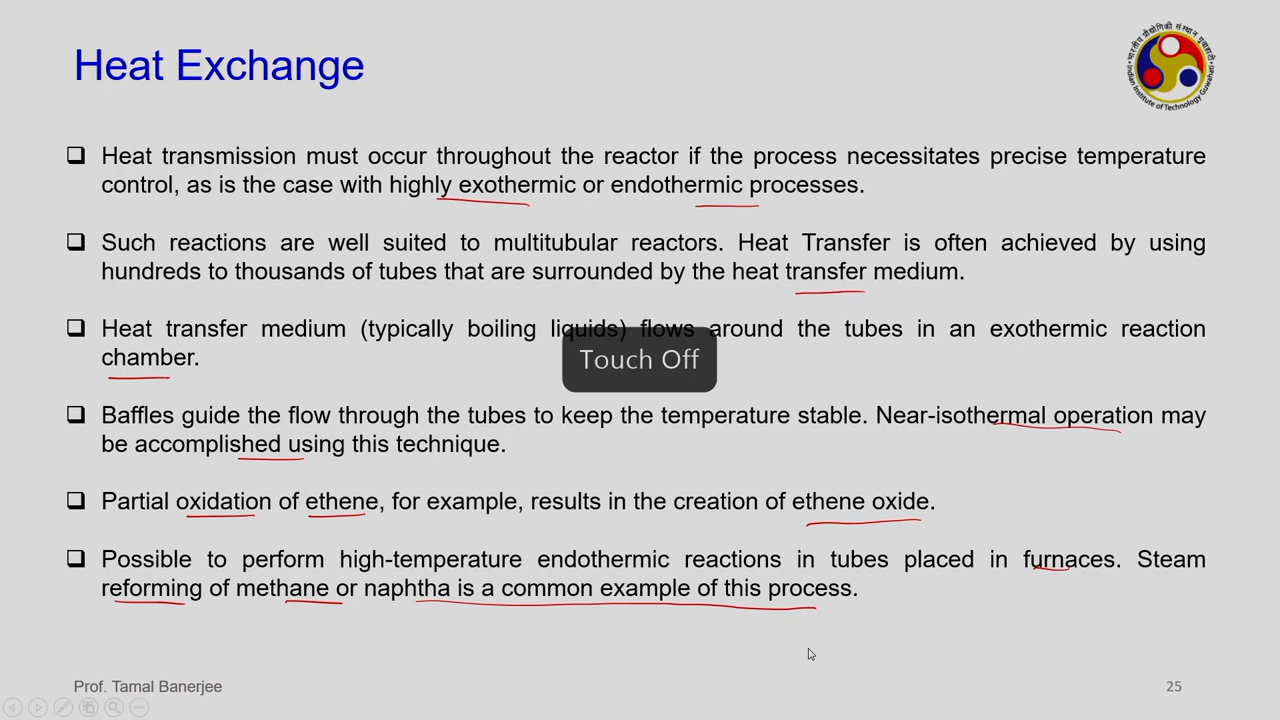 Heat Exchange
भारतीय प्रौद्योगिकी संस्थान गुवाहाटी
Indian Institute of Technology Guwahati
❑ Heat transmission must occur throughout the reactor if the process necessitates precise temperature
control, as is the case with highly exothermic or endothermic processes.
❑ Such reactions are well suited to multitubular reactors. Heat Transfer is often achieved by using
hundreds to thousands of tubes that are surrounded by the heat transfer medium.
❑ Heat transfer medium (typically boiling liquids) flows around the tubes in an exothermic reaction
chamber.
Touch Off
❑ Baffles guide the flow through the tubes to keep the temperature stable. Near-isothermal operation may
be accomplished using this technique.
❑ Partial oxidation of ethene, for example, results in the creation of ethene oxide.
❑ Possible to perform high-temperature endothermic reactions in tubes placed in furnaces. Steam
reforming of methane or naphtha is a common example of this process.
Prof. Tamal Banerjee
25